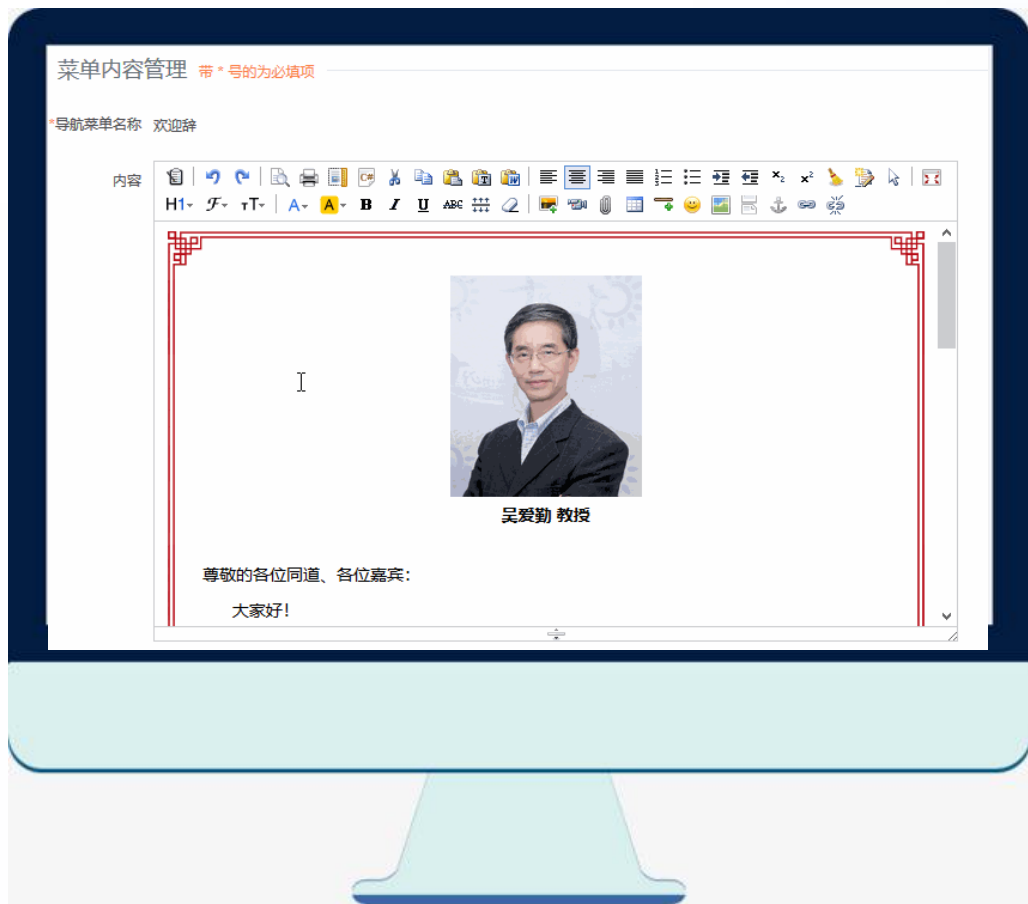 菜单内容管理 带 * 号的为必填项
*导航菜单名称 欢迎辞
内容
H1 F TT A A B I U ABC
吴爱勤 教授
尊敬的各位同道、各位嘉宾：
大家好！